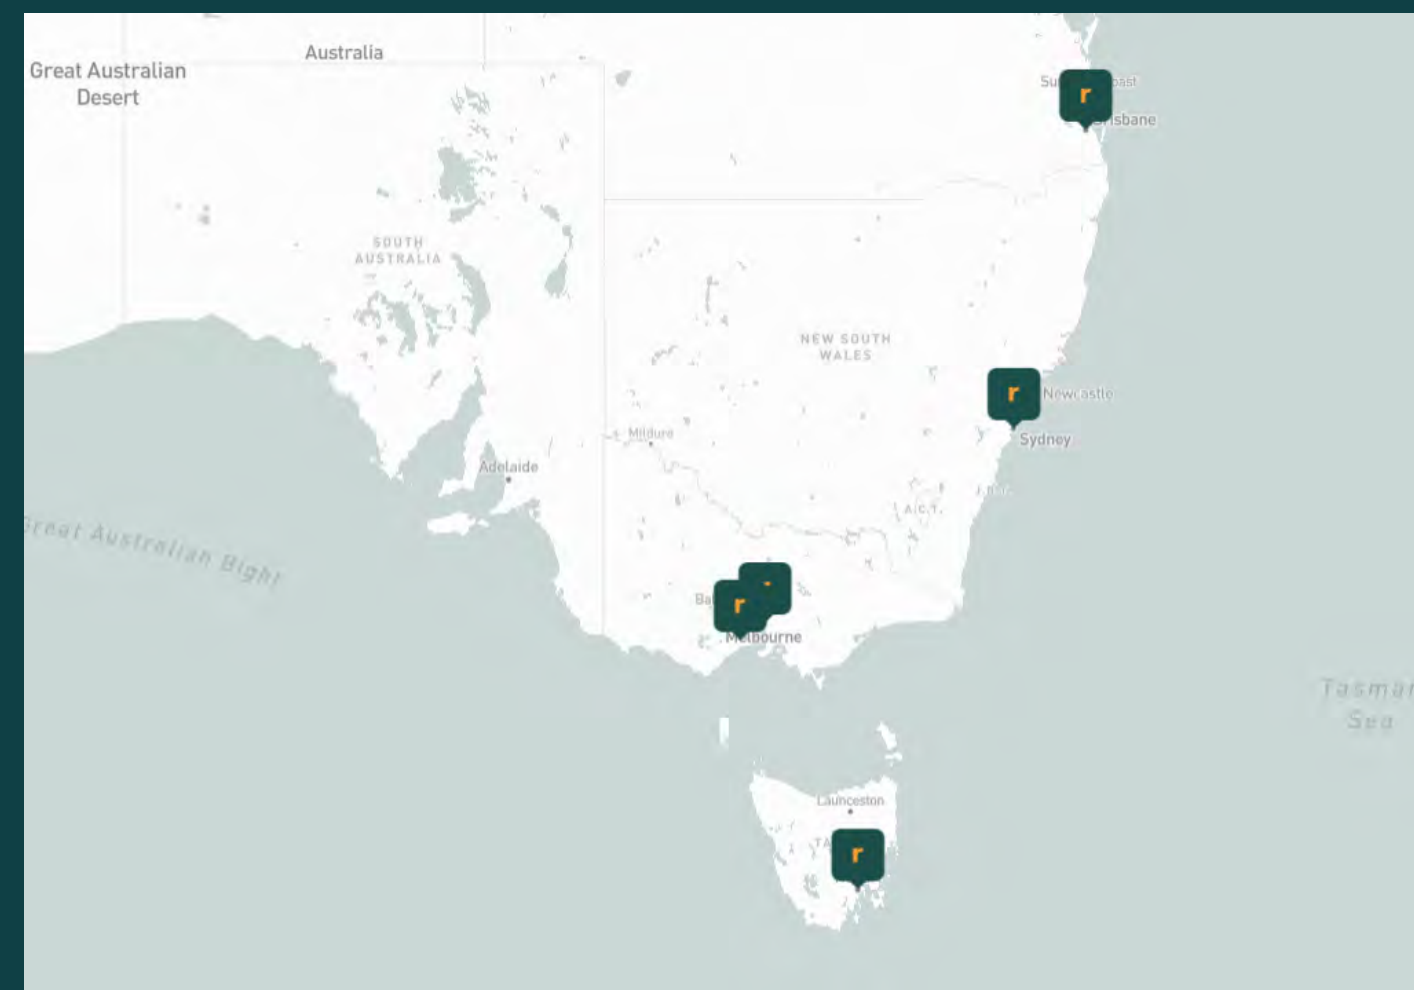 Australia
Great Australian
Desert
r
SOUTH
AUSTRALIA
NEW SOUTH
WALES
r
Newcastle
Mildura
Sydney
Adelaide
A.C.T.
Great Australian Bight
r
Melbourne
Tasman
Sea
Launceston
r